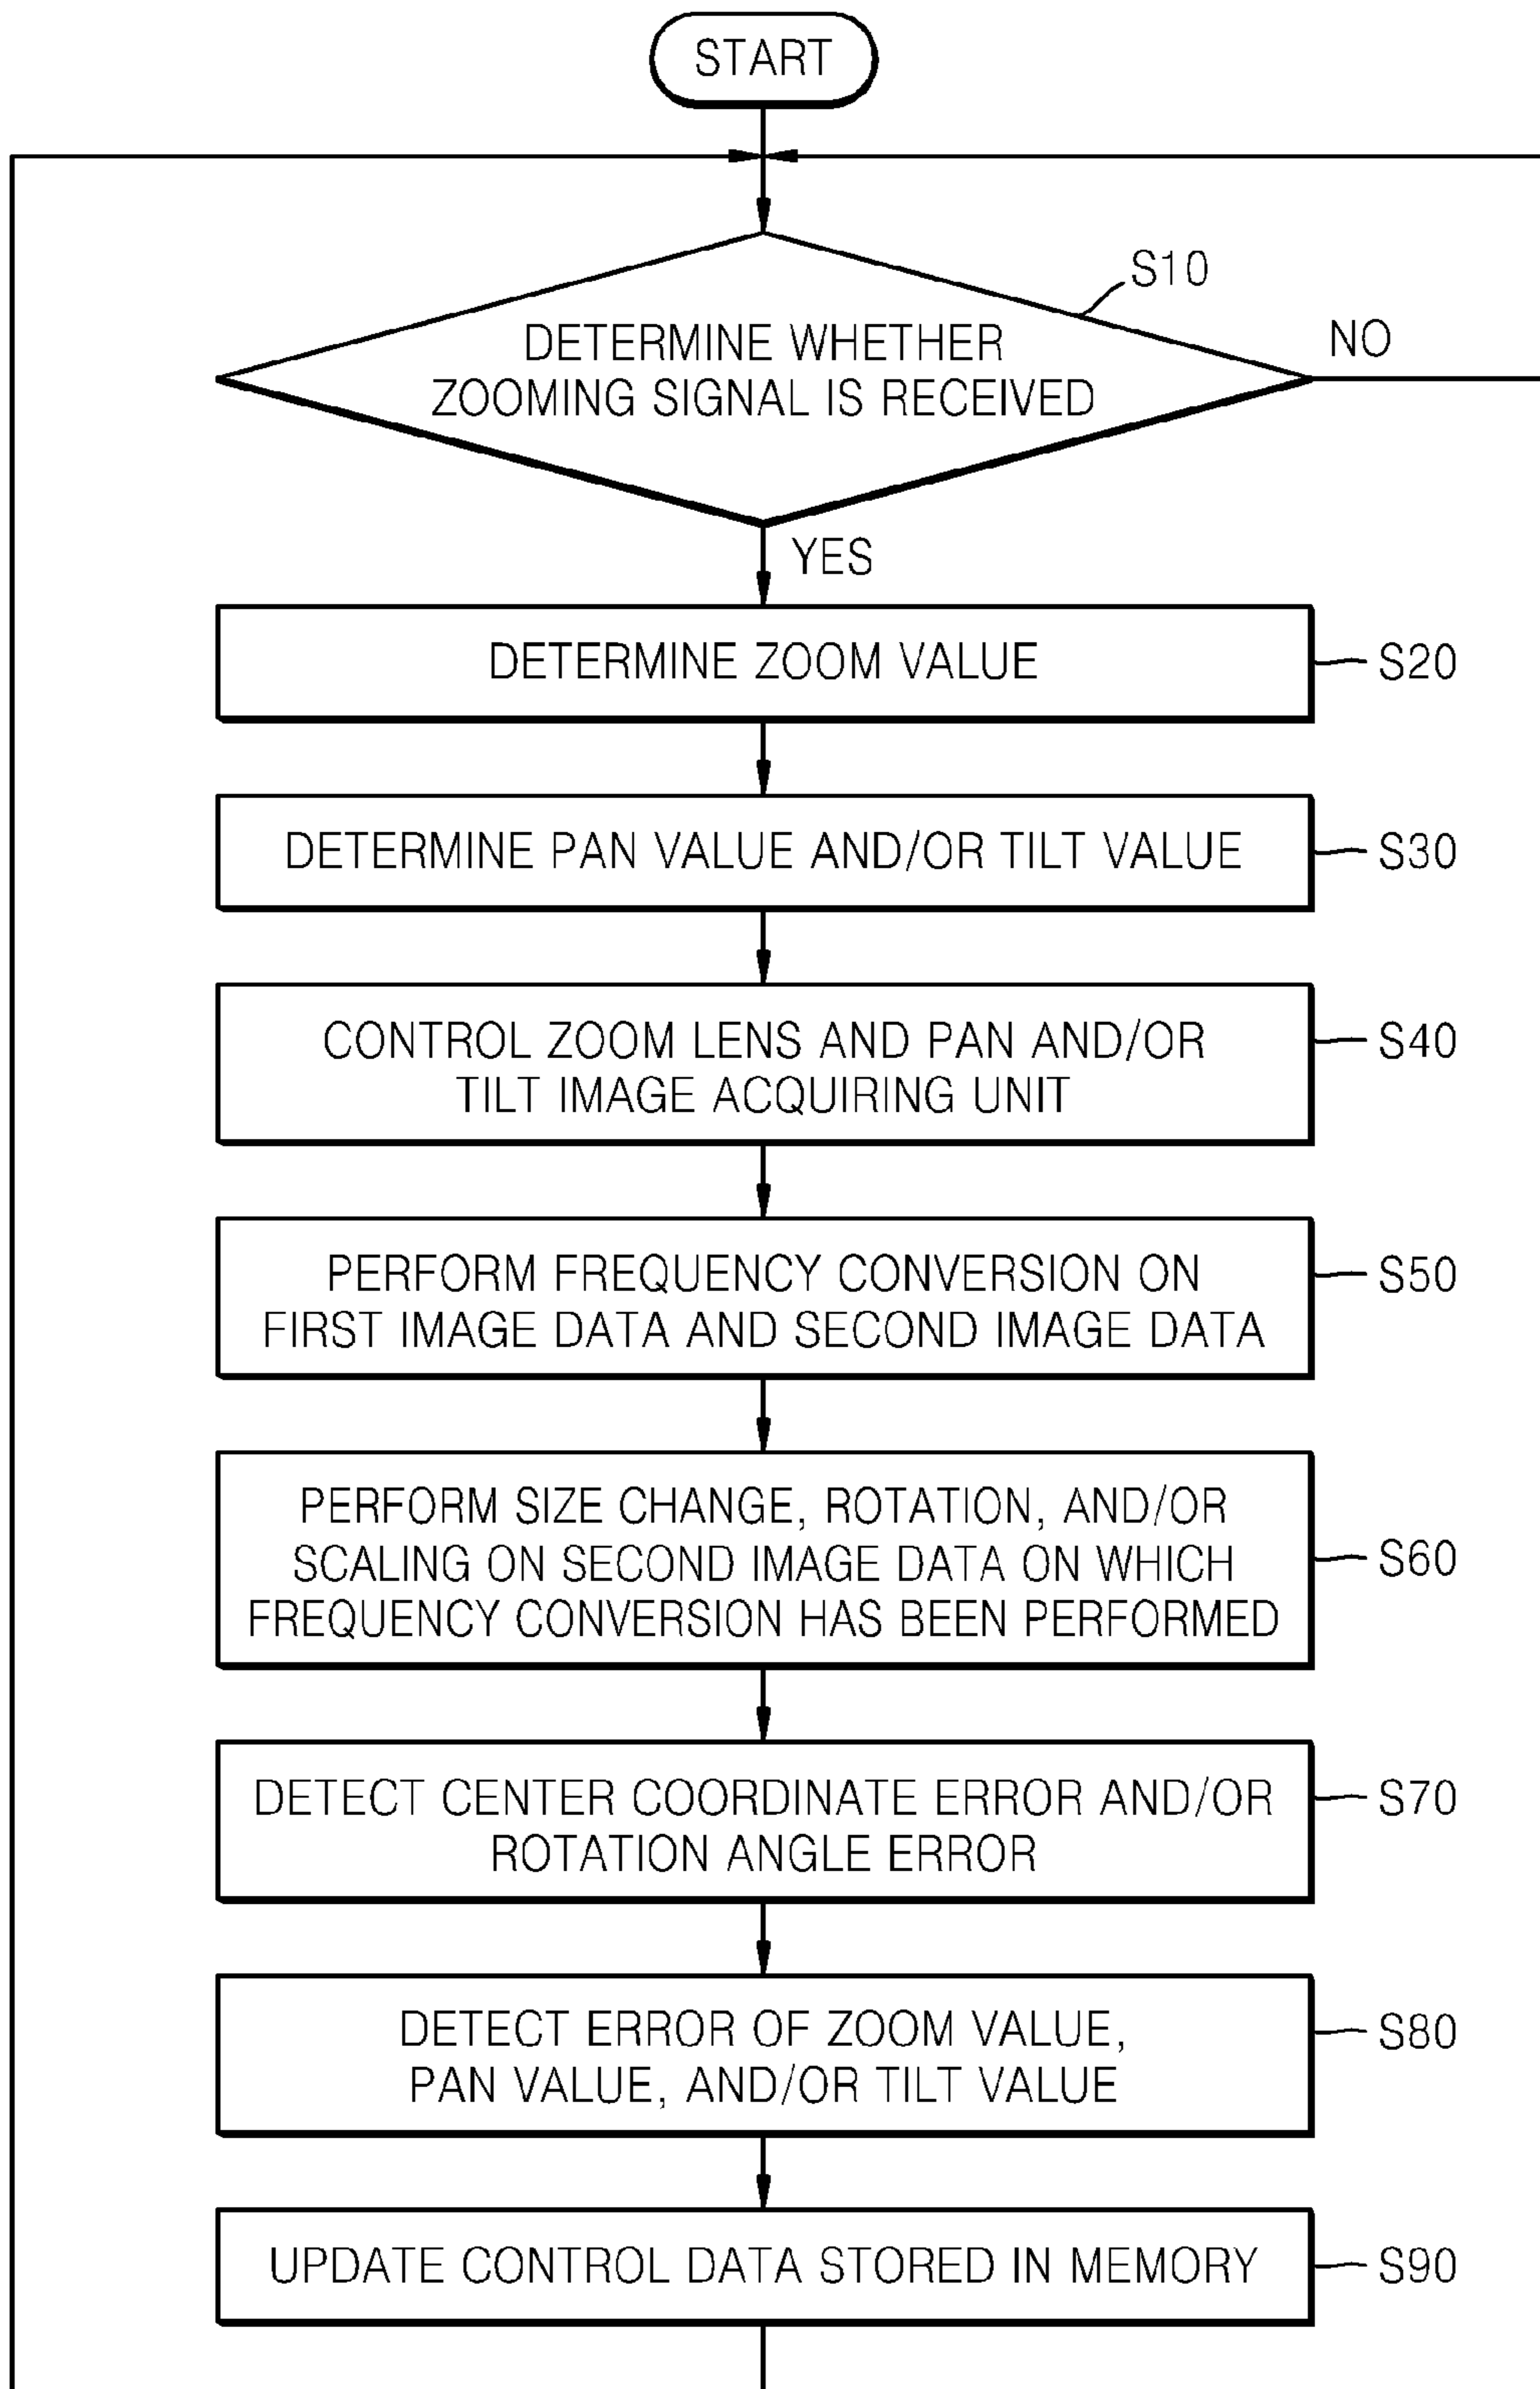 START
S10
DETERMINE WHETHER
ZOOMING SIGNAL IS RECEIVED
NO
YES
DETERMINE ZOOM VALUE
S20
DETERMINE PAN VALUE AND/OR TILT VALUE
S30
CONTROL ZOOM LENS AND PAN AND/OR
TILT IMAGE ACQUIRING UNIT
S40
PERFORM FREQUENCY CONVERSION ON
FIRST IMAGE DATA AND SECOND IMAGE DATA
S50
PERFORM SIZE CHANGE, ROTATION, AND/OR
SCALING ON SECOND IMAGE DATA ON WHICH
FREQUENCY CONVERSION HAS BEEN PERFORMED
S60
DETECT CENTER COORDINATE ERROR AND/OR
ROTATION ANGLE ERROR
S70
DETECT ERROR OF ZOOM VALUE,
PAN VALUE, AND/OR TILT VALUE
S80
UPDATE CONTROL DATA STORED IN MEMORY
S90